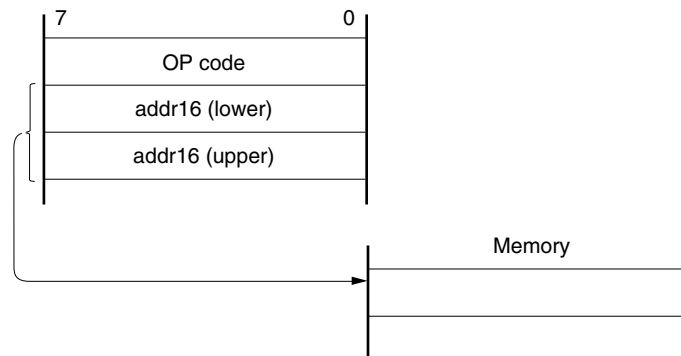 7 0
OP code
addr16 (lower)
addr16 (upper)
Memory